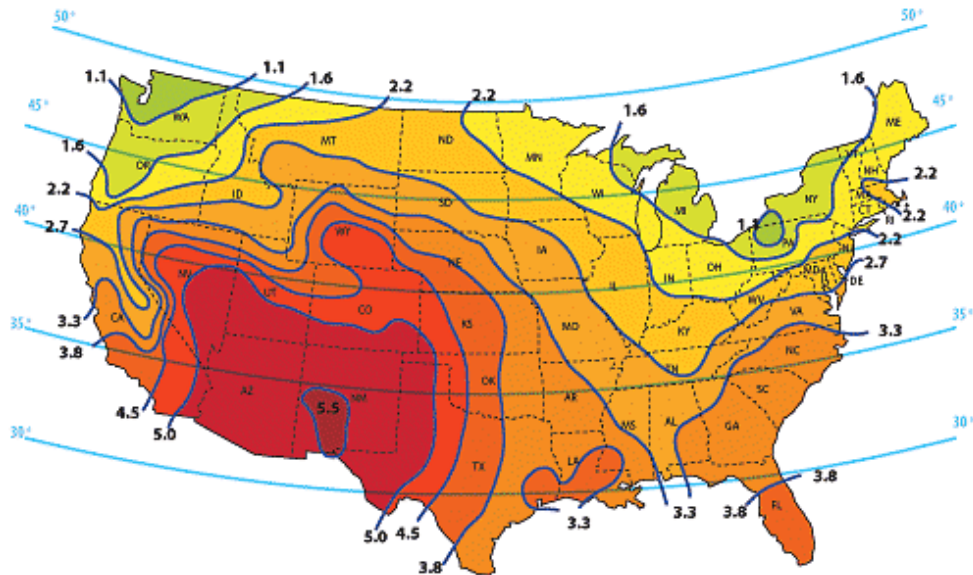 50°
50°
1.1
1.1
1.6
2.2
2.2
1.6
1.6
45°
45°
WA
MT
ND
MN
ME
VT
NH
OR
1.6
ID
SD
WI
MI
NY
MA
CT
RI
2.2
2.2
2.2
40°
40°
1.1
PA
2.7
WY
NE
IA
IL
IN
OH
NJ
2.2
2.7
NV
UT
CO
KS
MO
WV
MD
DE
VA
KY
3.3
CA
35°
35°
3.3
3.8
TN
NC
AZ
NM
OK
AR
SC
5.5
MS
AL
GA
4.5
5.0
30°
30°
TX
LA
3.8
FL
3.8
3.3
3.3
5.0
4.5
3.8